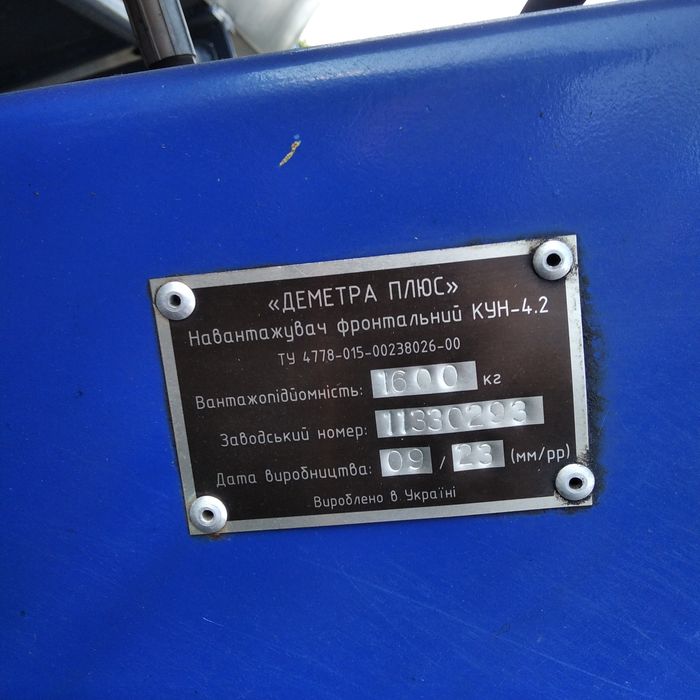 «ДЕМЕТРА ПЛЮС»
Навантажувач фронтальний КУН-4.2
ТУ 4778-015-00238026-00
Вантажопідйомність: 1600 кг
Заводський номер: 11330293
Дата виробництва: 09 / 23 (мм/рр)
Вироблено в Україні